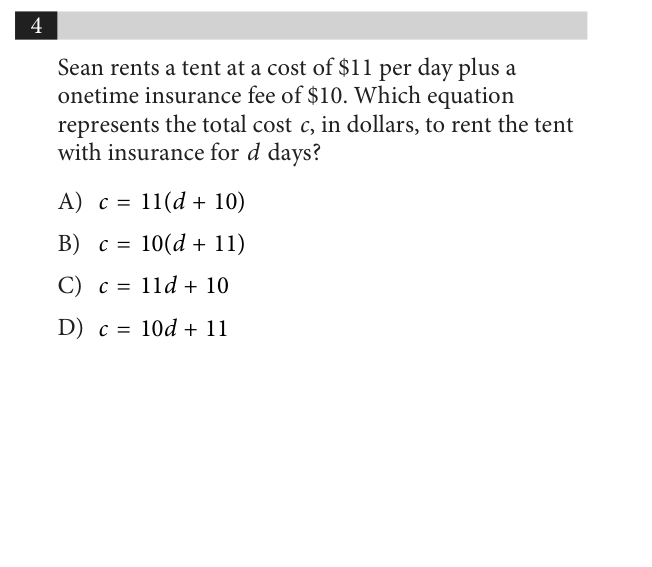 4
Sean rents a tent at a cost of $11 per day plus a
onetime insurance fee of $10. Which equation
represents the total cost c, in dollars, to rent the tent
with insurance for d days?
A) c = 11(d + 10)
B) c = 10(d + 11)
C) c = 11d + 10
D) c = 10d + 11